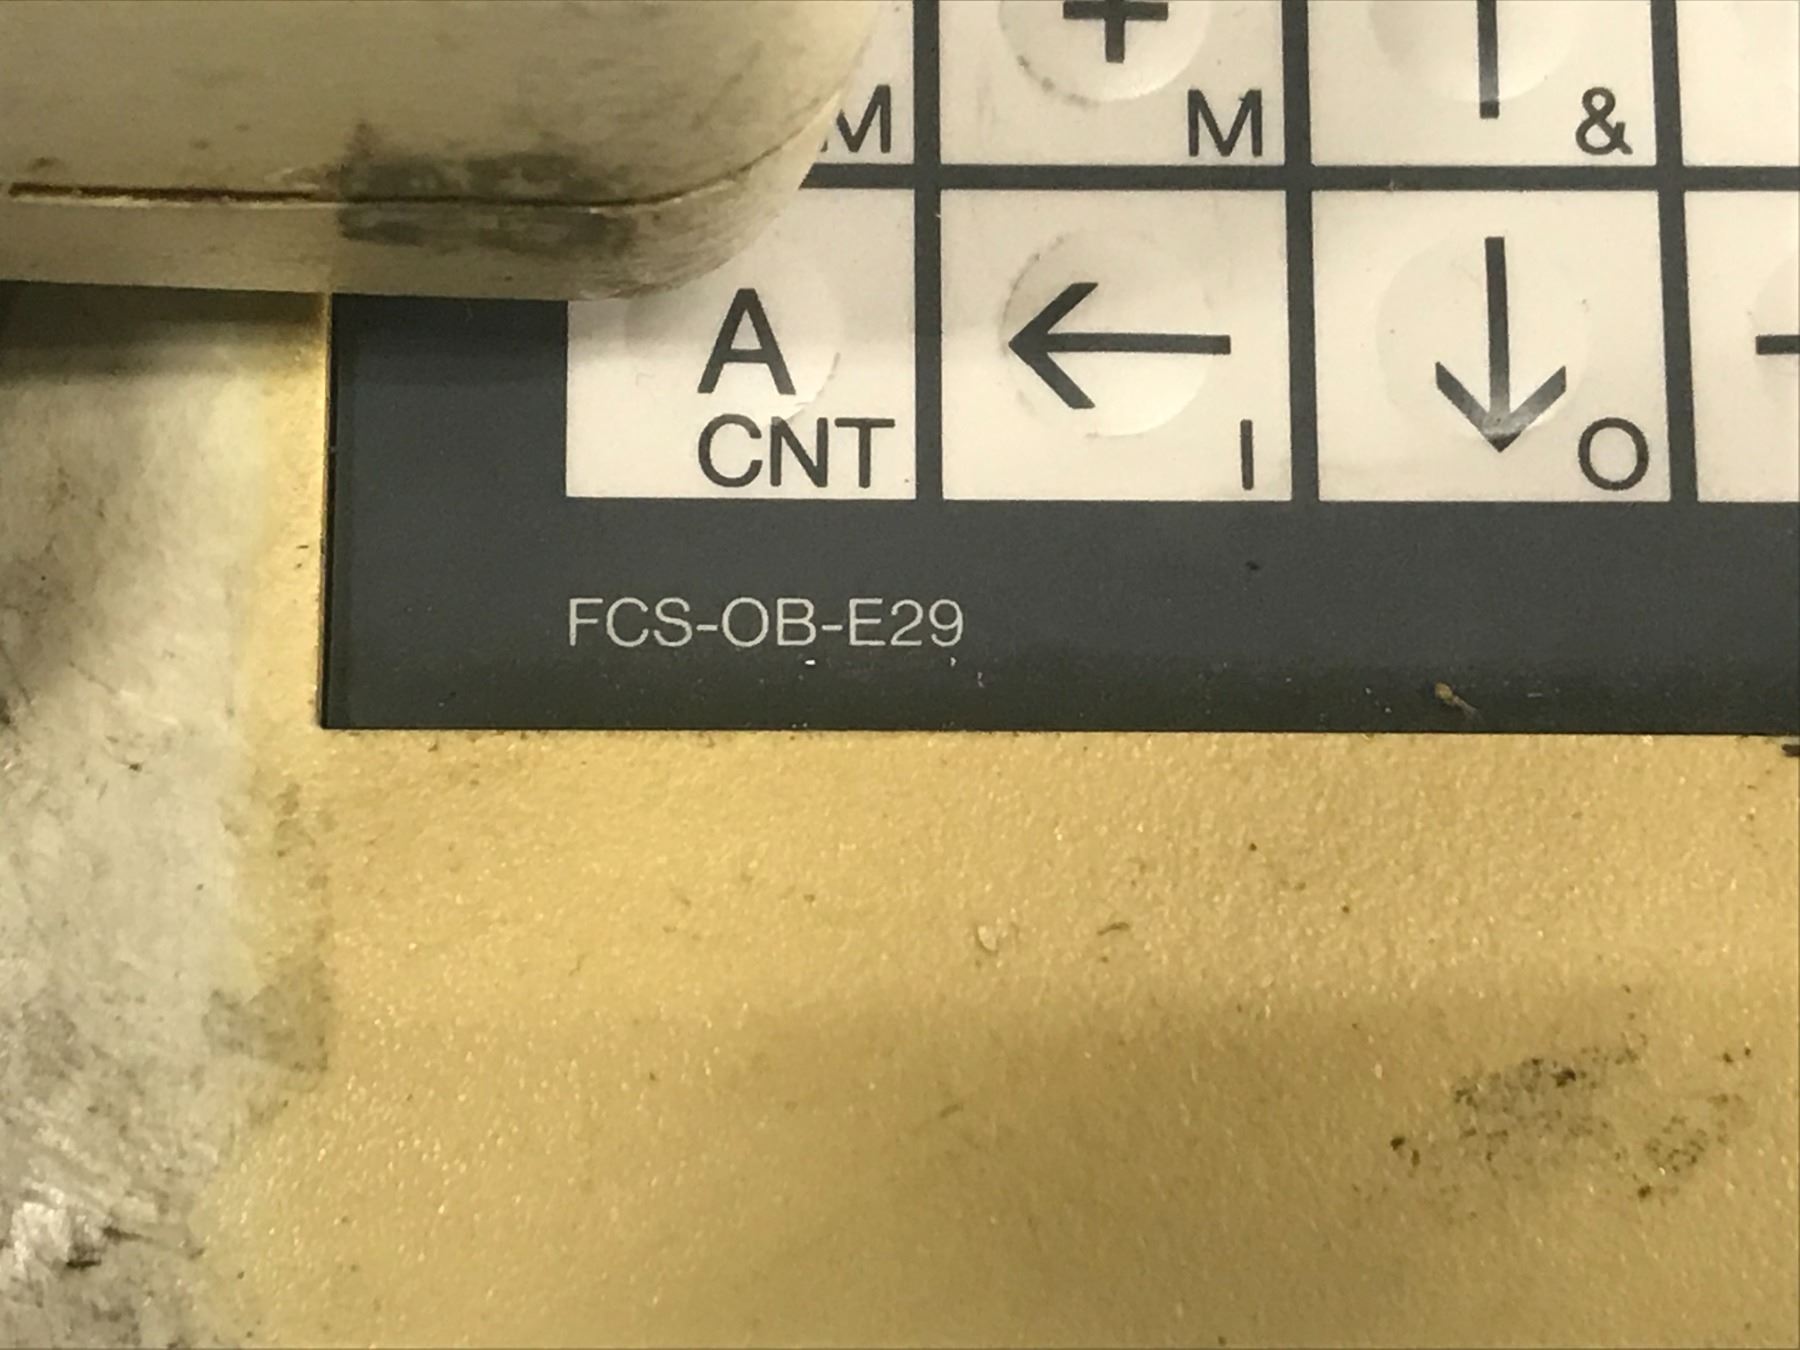 M M &
A
CNT I O
FCS-OB-E29